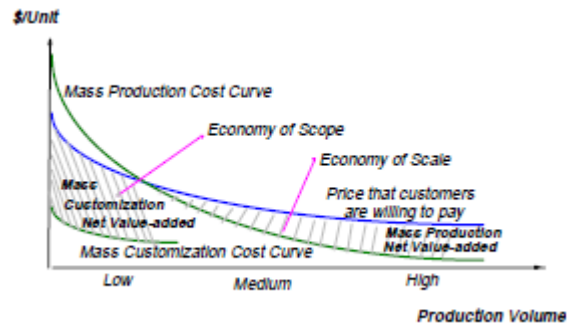 $/Unit
Mass Production Cost Curve
Economy of Scope
Economy of Scale
Price that customers
are willing to pay
Mass
Customization
Net Value-added
Mass Production
Net Value-added
Mass Customization Cost Curve
Low
Medium
High
Production Volume